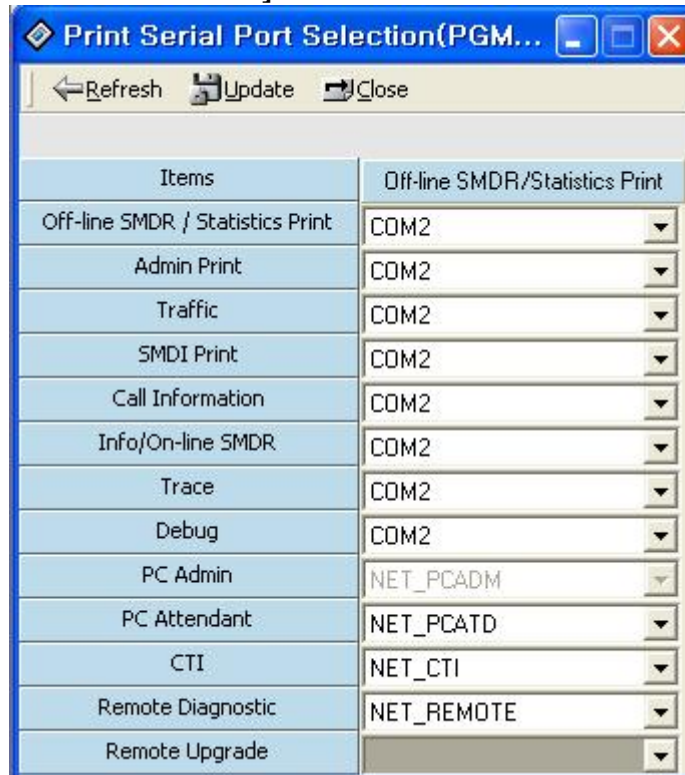 Print Serial Port Selection(PGM...
Refresh Update Close
Items Off-line SMDR/Statistics Print
Off-line SMDR / Statistics Print COM2
Admin Print COM2
Traffic COM2
SMDI Print COM2
Call Information COM2
Info/On-line SMDR COM2
Trace COM2
Debug COM2
PC Admin NET_PCADM
PC Attendant NET_PCATD
CTI NET_CTI
Remote Diagnostic NET_REMOTE
Remote Upgrade